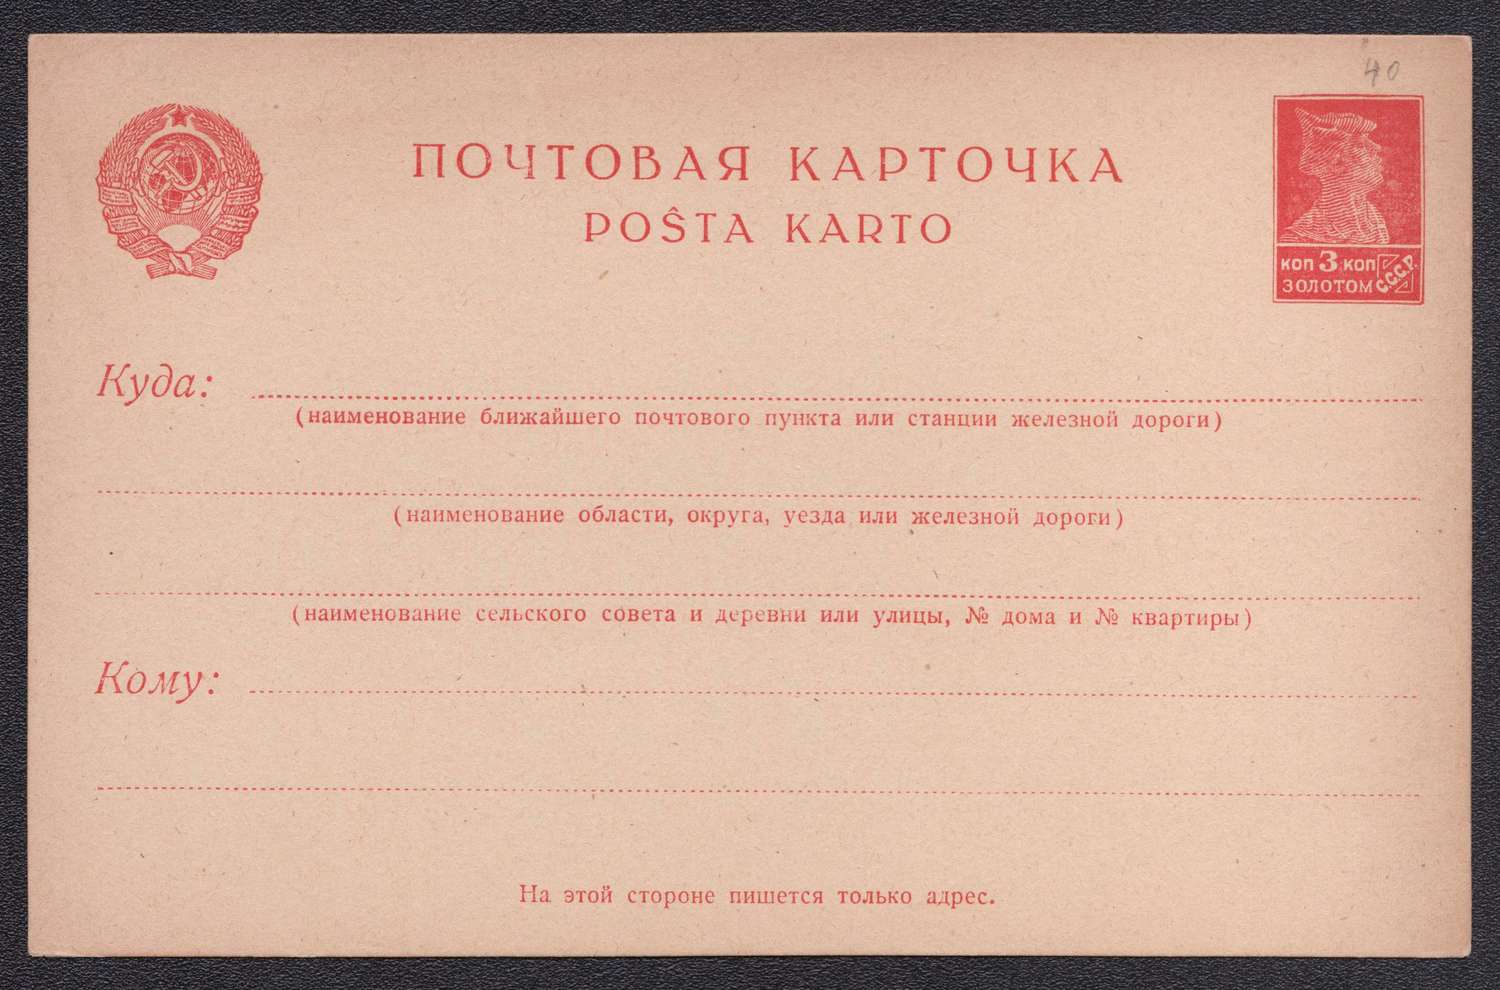 40
ПОЧТОВАЯ КАРТОЧКА
POŜTA KARTO
КОП 3 КОП
ЗОЛОТОМ С.С.С.Р.
Куда:
(наименование ближайшего почтового пункта или станции железной дороги)
(наименование области, округа, уезда или железной дороги)
(наименование сельского совета и деревни или улицы, № дома и № квартиры)
Кому:
На этой стороне пишется только адрес.